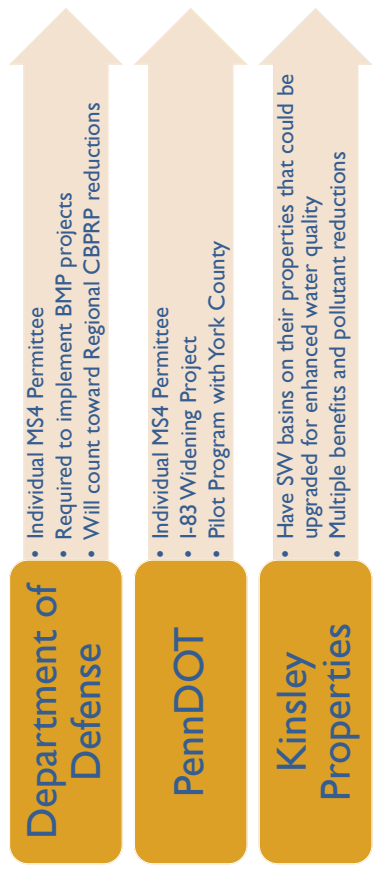 Department of
Defense
• Individual MS4 Permittee
• Required to implement BMP projects
• Will count toward Regional CBPRP reductions
PennDOT
• Individual MS4 Permittee
• I-83 Widening Project
• Pilot Program with York County
Kinsley
Properties
• Have SW basins on their properties that could be
upgraded for enhanced water quality
• Multiple benefits and pollutant reductions